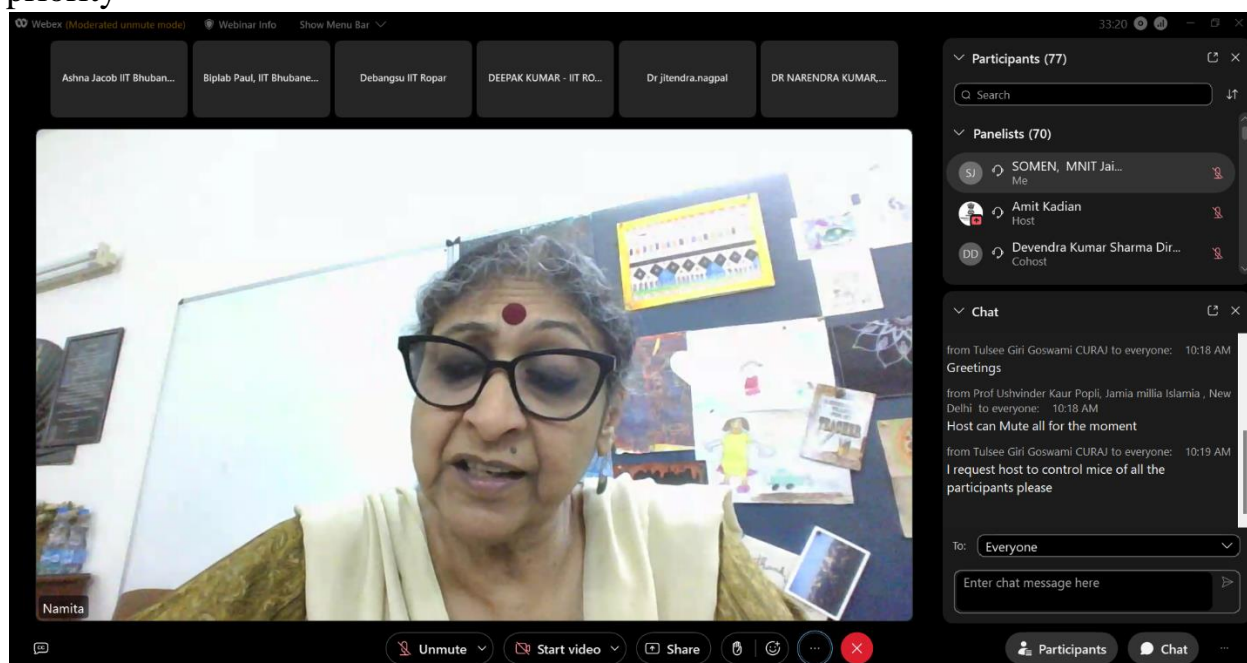 priority
Webex (Moderated unmute mode) Webinar Info Show Menu Bar 33:20
Ashna Jacob IIT Bhuban... Biplab Paul, IIT Bhubane... Debangsu IIT Ropar DEEPAK KUMAR - IIT RO... Dr jitendra.nagpal DR NARENDRA KUMAR,...
Namita
TEACHER
CC Unmute Start video Share
Participants (77)
Search
Panelists (70)
SJ SOMEN, MNIT Jai...
Me
Amit Kadian
Host
DD Devendra Kumar Sharma Dir...
Cohost
Chat
from Tulsee Giri Goswami CURAJ to everyone: 10:18 AM
Greetings
from Prof Ushvinder Kaur Popli, Jamia millia Islamia , New
Delhi to everyone: 10:18 AM
Host can Mute all for the moment
from Tulsee Giri Goswami CURAJ to everyone: 10:19 AM
I request host to control mice of all the
participants please
To: Everyone
Enter chat message here
Participants Chat